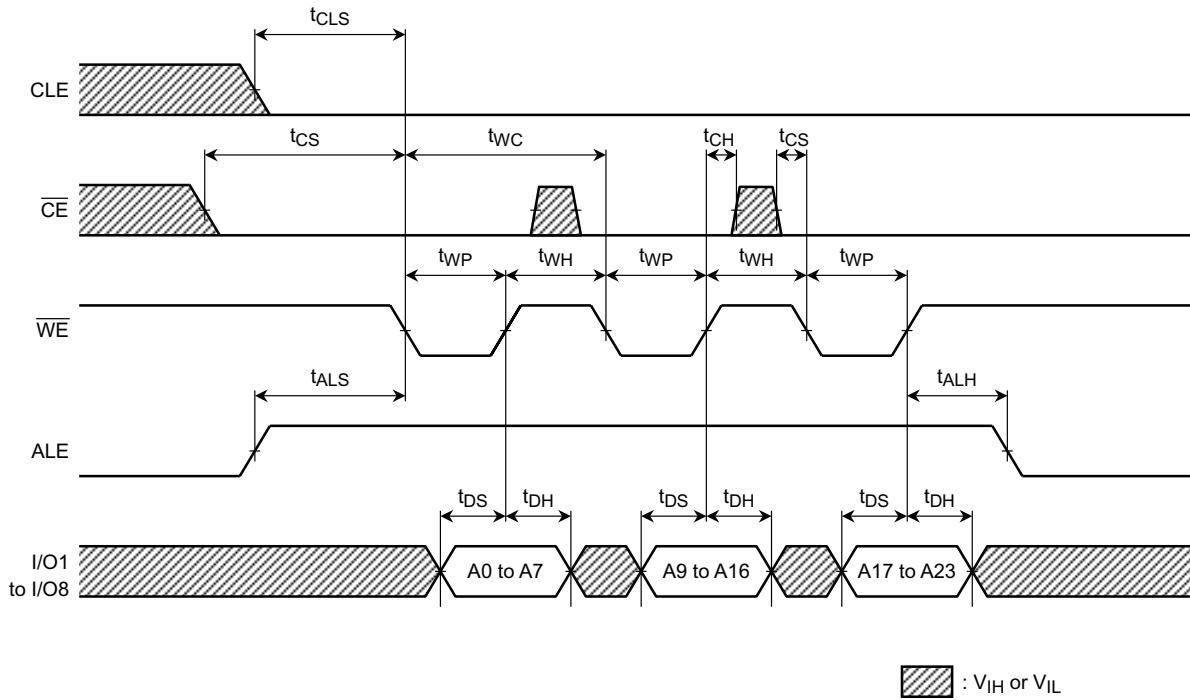 tCLS
CLE
tCS tWC tCH tCS
CE
tWP tWH tWP tWH tWP
WE
tALS tALH
ALE
tDS tDH tDS tDH tDS tDH
I/O1
to I/O8
A0 to A7 A9 to A16 A17 to A23
: VIH or VIL